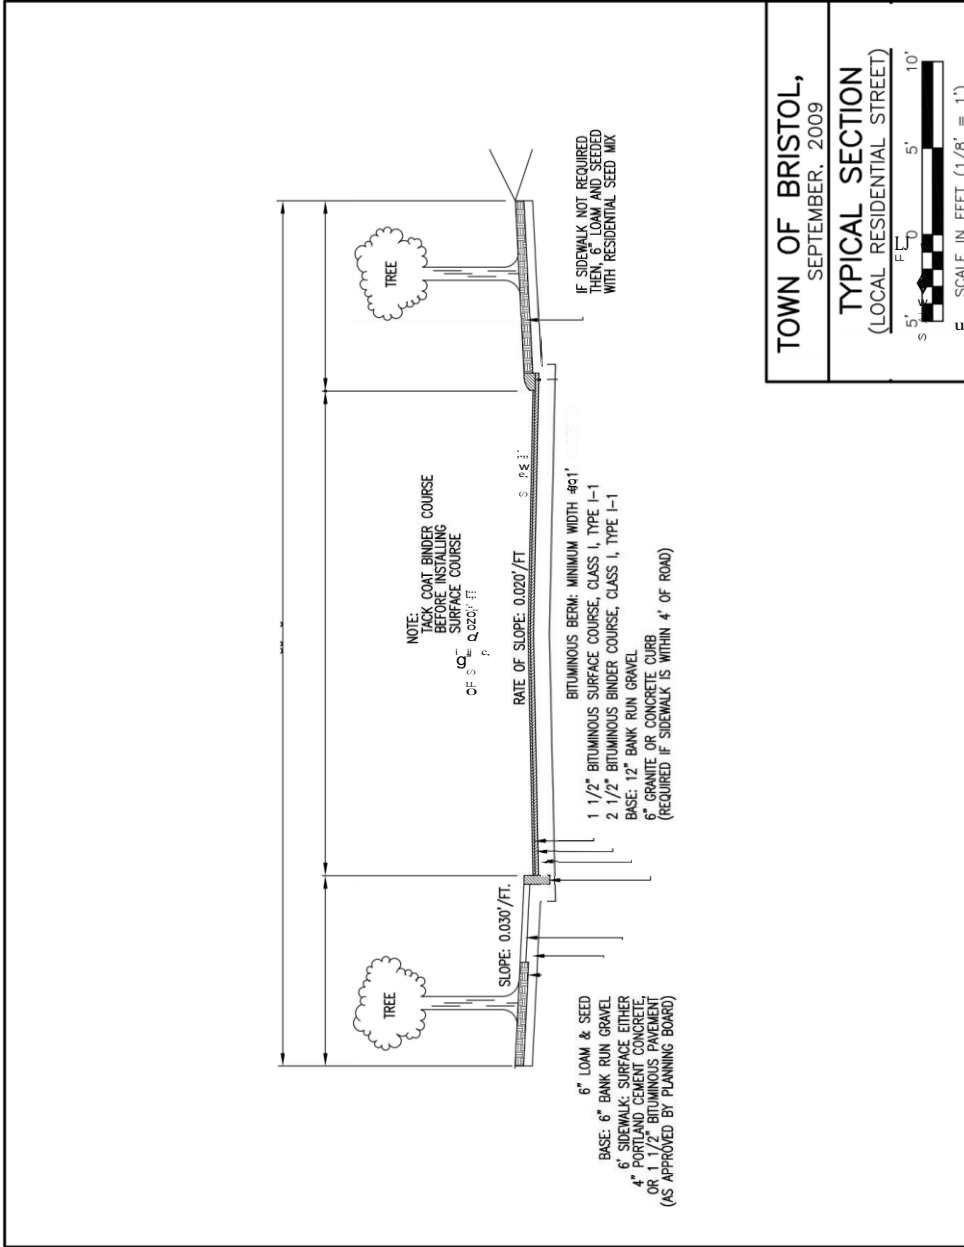 TREE
TREE
NOTE:
TACK COAT BINDER COURSE
BEFORE INSTALLING
SURFACE COURSE
SLOPE: 0.030'/FT.
RATE OF SLOPE: 0.020'/FT
IF SIDEWALK NOT REQUIRED
THEN, 6" LOAM AND SEEDED
WITH RESIDENTIAL SEED MIX
BITUMINOUS BERM: MINIMUM WIDTH
1 1/2" BITUMINOUS SURFACE COURSE, CLASS I, TYPE I-1
2 1/2" BITUMINOUS BINDER COURSE, CLASS I, TYPE I-1
BASE: 12" BANK RUN GRAVEL
6" GRANITE OR CONCRETE CURB
(REQUIRED IF SIDEWALK IS WITHIN 4' OF ROAD)
6" LOAM & SEED
BASE: 6" BANK RUN GRAVEL
6' SIDEWALK: SURFACE EITHER
4" PORTLAND CEMENT CONCRETE,
OR 1 1/2" BITUMINOUS PAVEMENT
(AS APPROVED BY PLANNING BOARD)
TOWN OF BRISTOL,
SEPTEMBER, 2009
TYPICAL SECTION
(LOCAL RESIDENTIAL STREET)
5' 0 5' 10'
SCALE IN FEET (1/8" = 1')